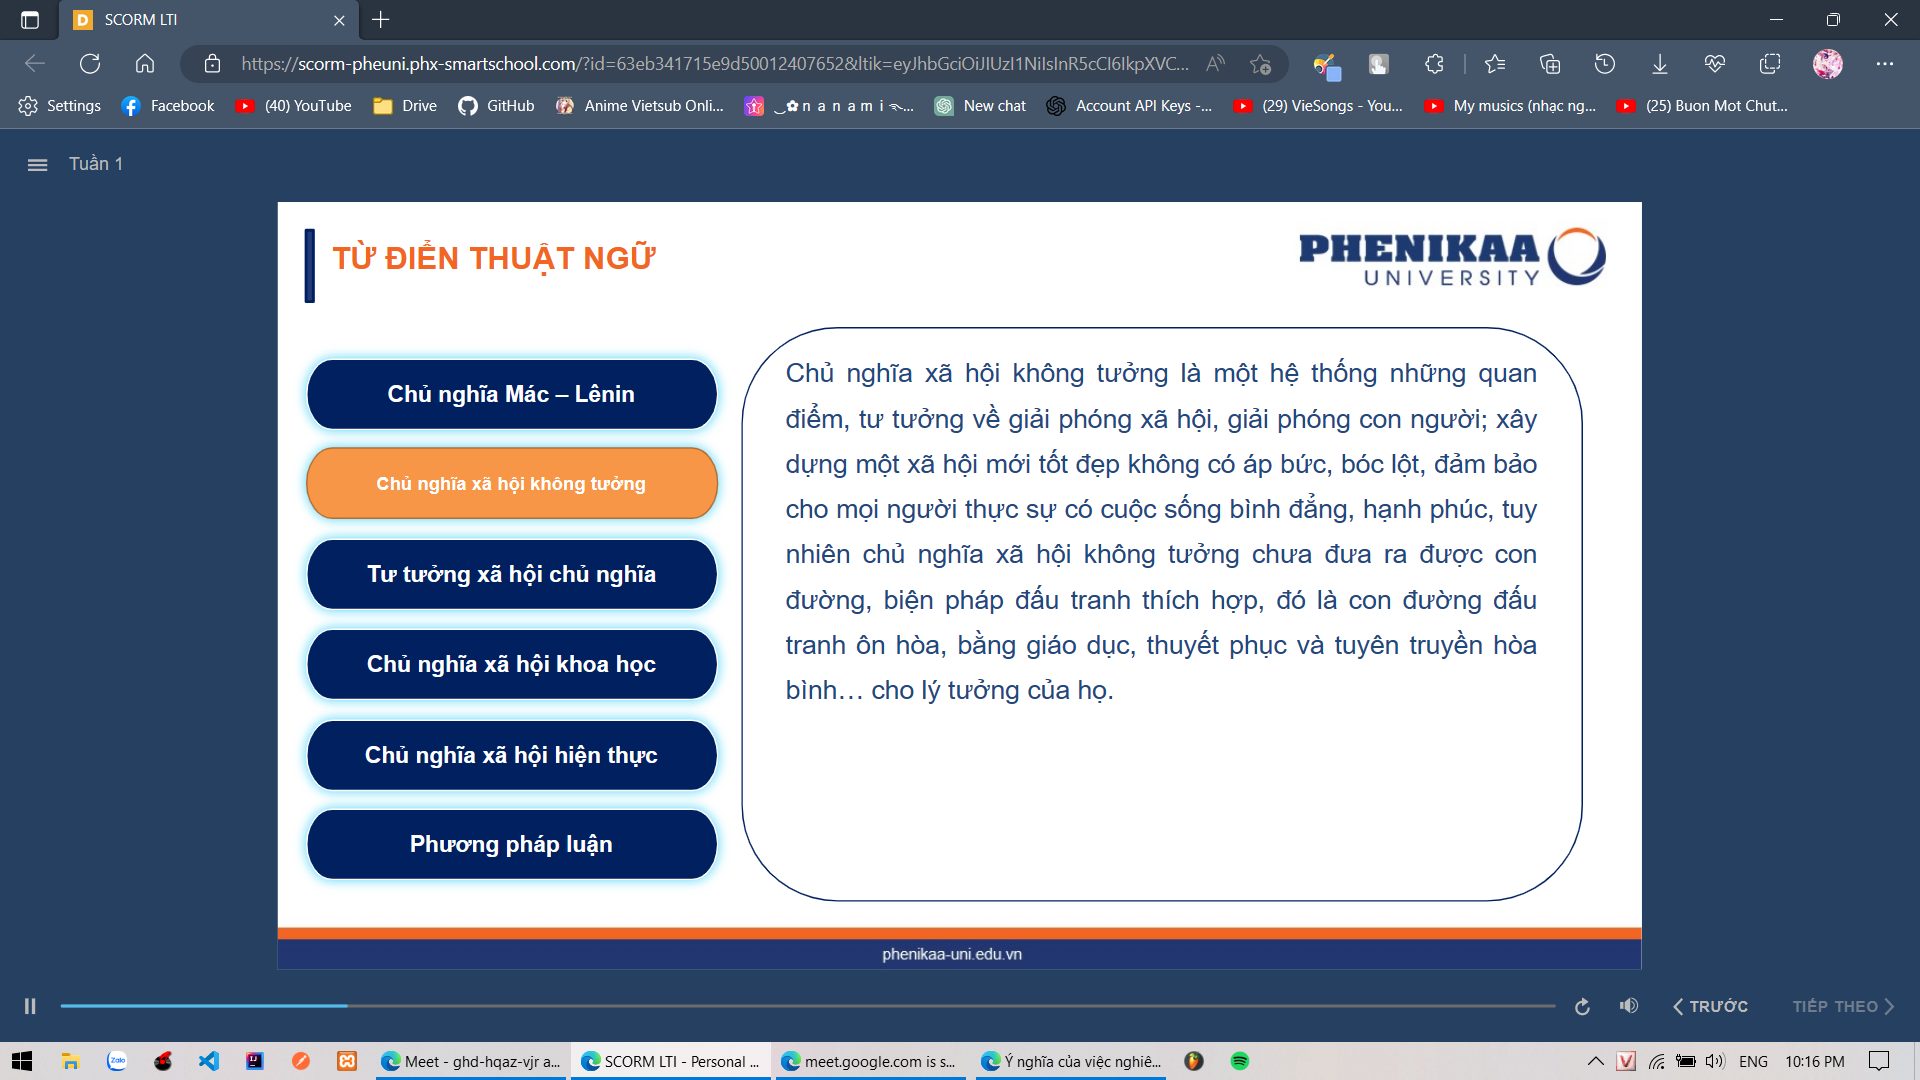 SCORM LTI
https://scorm-pheuni.phx-smartschool.com/?id=63eb341715e9d50012407652&ltik=eyJhbGciOiJIUzI1NiIsInR5cCI6IkpXVC...
Settings Facebook (40) YouTube Drive GitHub Anime Vietsub Onli... n a n a m i New chat Account API Keys -... (29) VieSongs - You... My musics (nhạc ng... (25) Buon Mot Chut...
Tuần 1
TỪ ĐIỂN THUẬT NGỮ
PHENIKAA
UNIVERSITY
Chủ nghĩa Mác – Lênin
Chủ nghĩa xã hội không tưởng
Tư tưởng xã hội chủ nghĩa
Chủ nghĩa xã hội khoa học
Chủ nghĩa xã hội hiện thực
Phương pháp luận
Chủ nghĩa xã hội không tưởng là một hệ thống những quan
điểm, tư tưởng về giải phóng xã hội, giải phóng con người; xây
dựng một xã hội mới tốt đẹp không có áp bức, bóc lột, đảm bảo
cho mọi người thực sự có cuộc sống bình đẳng, hạnh phúc, tuy
nhiên chủ nghĩa xã hội không tưởng chưa đưa ra được con
đường, biện pháp đấu tranh thích hợp, đó là con đường đấu
tranh ôn hòa, bằng giáo dục, thuyết phục và tuyên truyền hòa
bình… cho lý tưởng của họ.
phenikaa-uni.edu.vn
TRƯỚC TIẾP THEO
Zalo Meet - ghd-hqaz-vjr a... SCORM LTI - Personal ... meet.google.com is s... Ý nghĩa của việc nghiê... ENG 10:16 PM